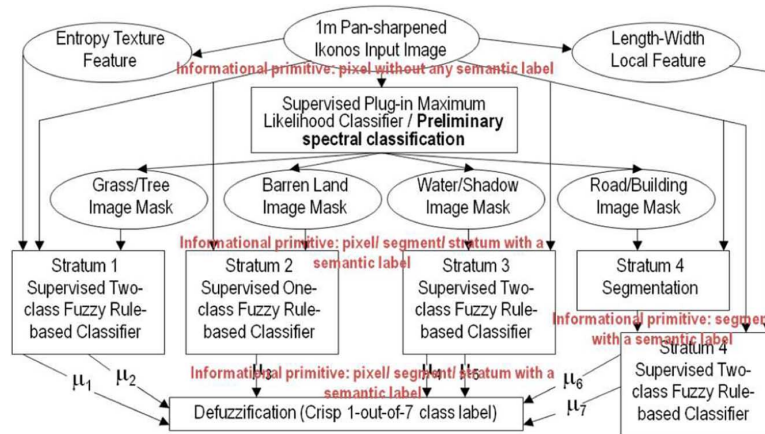 Entropy Texture
Feature
1m Pan-sharpened
Ikonos Input Image
Length-Width
Local Feature
Informational primitive: pixel without any semantic label
Supervised Plug-in Maximum
Likelihood Classifier / Preliminary
spectral classification
Grass/Tree
Image Mask
Barren Land
Image Mask
Water/Shadow
Image Mask
Road/Building
Image Mask
Informational primitive: pixel/ segment/ stratum with a
semantic label
Stratum 1
Supervised Two-
class Fuzzy Rule-
based Classifier
Stratum 2
Supervised One-
class Fuzzy Rule-
based Classifier
Stratum 3
Supervised Two-
class Fuzzy Rule-
based Classifier
Stratum 4
Segmentation
Informational primitive: segmen
with a semantic label
Stratum 4
Supervised Two-
class Fuzzy Rule-
based Classifier
μ1
μ2
μ3
μ4
μ5
μ6
μ7
Informational primitive: pixel/ segment/ stratum with a
semantic label
Defuzzification (Crisp 1-out-of-7 class label)